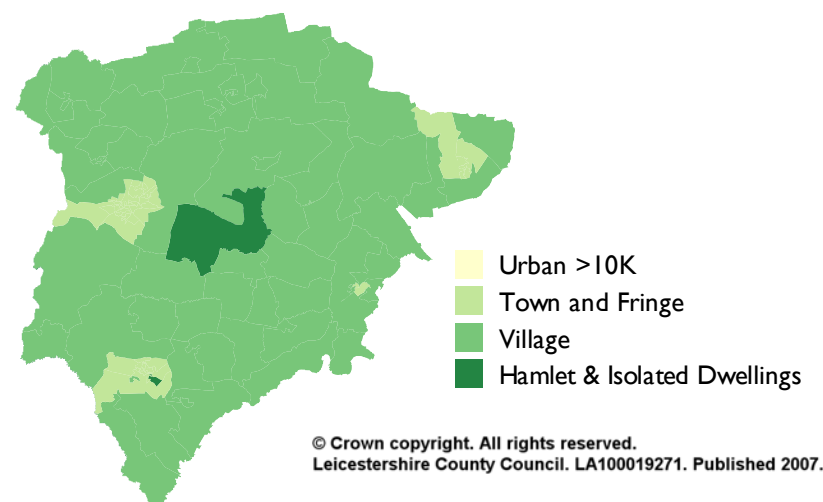 Urban >10K
Town and Fringe
Village
Hamlet & Isolated Dwellings
© Crown copyright. All rights reserved.
Leicestershire County Council. LA100019271. Published 2007.